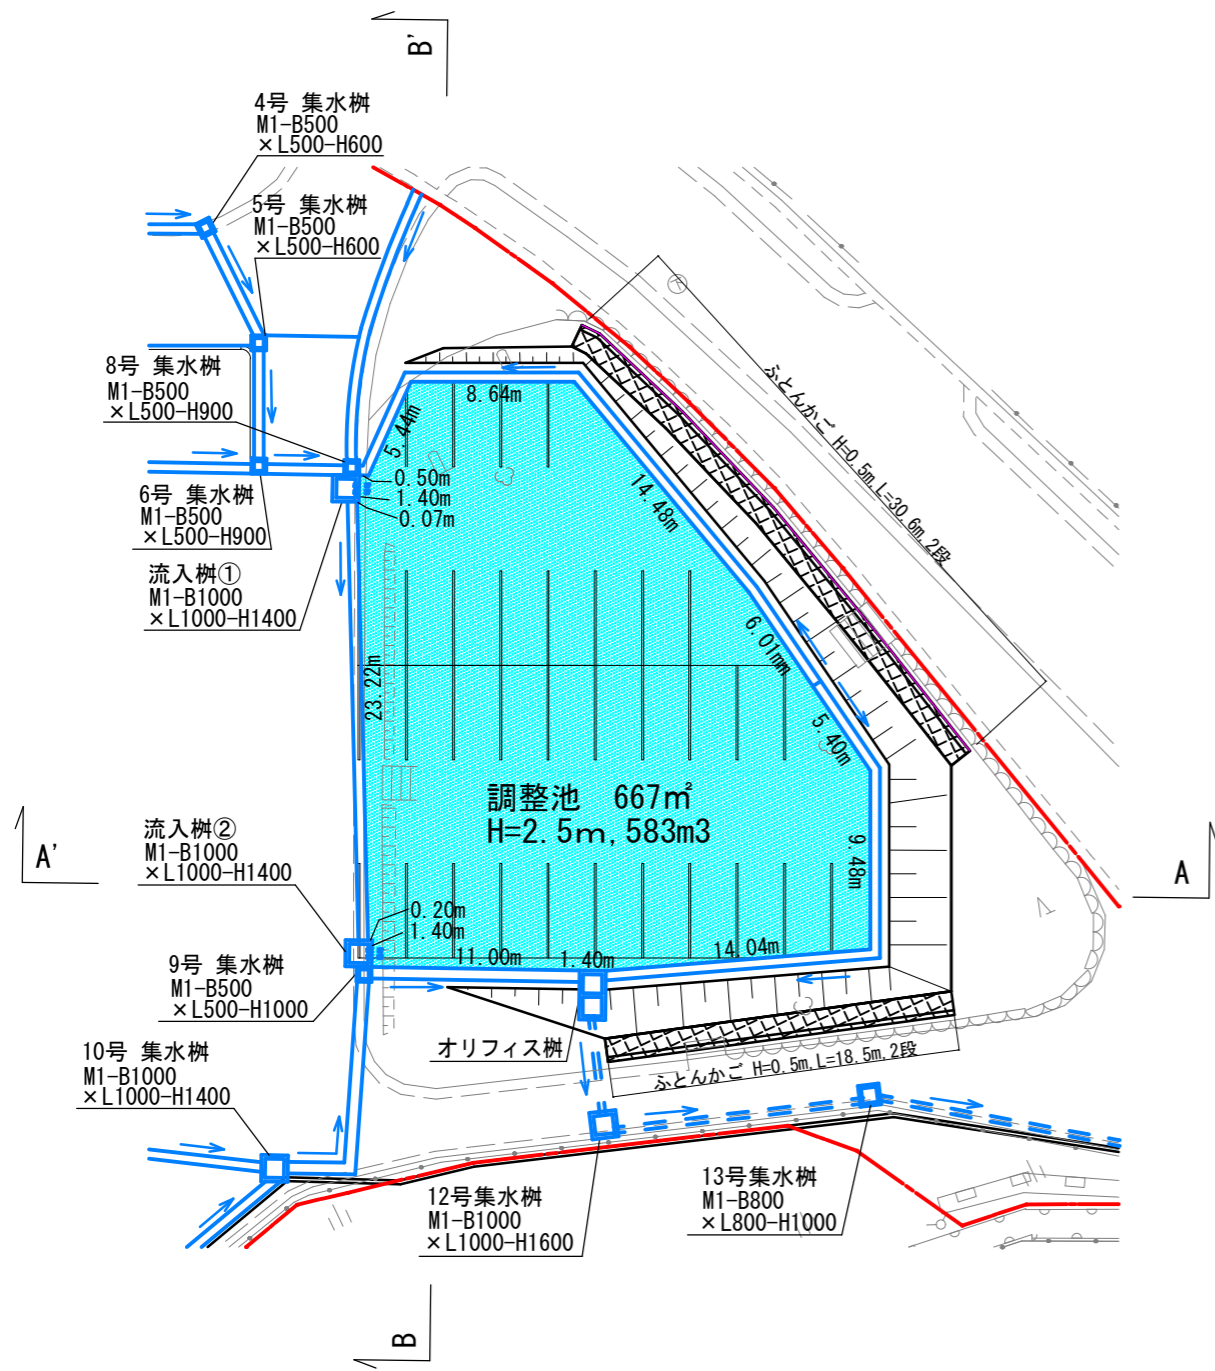 B'
4号 集水桝
M1-B500
×L500-H600
5号 集水桝
M1-B500
×L500-H600
8号 集水桝
M1-B500
×L500-H900
6号 集水桝
M1-B500
×L500-H900
流入桝①
M1-B1000
×L1000-H1400
8.64m
5.44m
0.50m
1.40m
0.07m
14.48m
ふとんかご H=0.5m,L=30.6m,2段
6.01mm
5.40m
23.22m
調整池 667㎡
H=2.5m,583m3
9.48m
A'
A
流入桝②
M1-B1000
×L1000-H1400
0.20m
1.40m
11.00m
1.40m
14.04m
9号 集水桝
M1-B500
×L500-H1000
オリフィス桝
ふとんかご H=0.5m,L=18.5m,2段
10号 集水桝
M1-B1000
×L1000-H1400
12号集水桝
M1-B1000
×L1000-H1600
13号集水桝
M1-B800
×L800-H1000
B